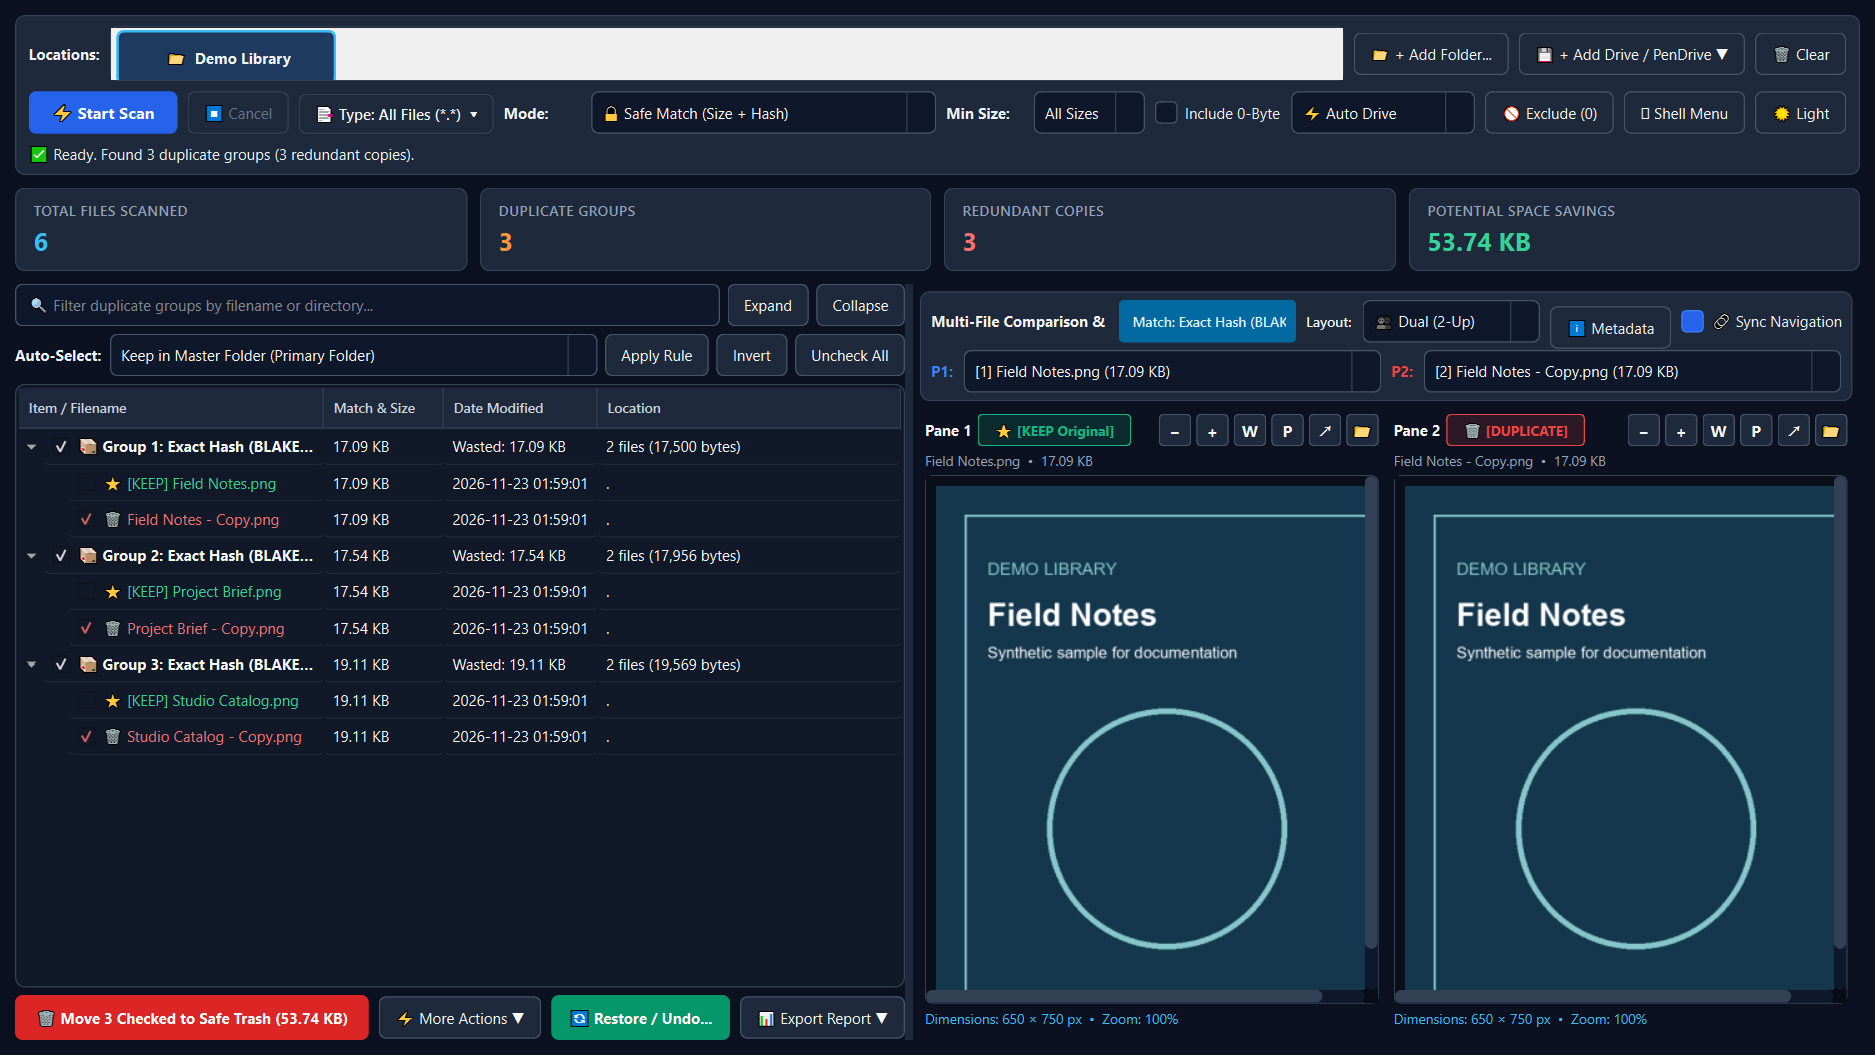 Locations:
Demo Library
+ Add Folder...
+ Add Drive / PenDrive ▼
Clear
Start Scan
Cancel
Type: All Files (*.*) ▼
Mode:
Safe Match (Size + Hash)
Min Size:
All Sizes
Include 0-Byte
Auto Drive
Exclude (0)
Shell Menu
Light
Ready. Found 3 duplicate groups (3 redundant copies).
TOTAL FILES SCANNED
6
DUPLICATE GROUPS
3
REDUNDANT COPIES
3
POTENTIAL SPACE SAVINGS
53.74 KB
Filter duplicate groups by filename or directory...
Expand
Collapse
Auto-Select:
Keep in Master Folder (Primary Folder)
Apply Rule
Invert
Uncheck All
Item / Filename Match & Size Date Modified Location
Group 1: Exact Hash (BLAKE... 17.09 KB Wasted: 17.09 KB 2 files (17,500 bytes)
[KEEP] Field Notes.png 17.09 KB 2026-11-23 01:59:01 .
Field Notes - Copy.png 17.09 KB 2026-11-23 01:59:01 .
Group 2: Exact Hash (BLAKE... 17.54 KB Wasted: 17.54 KB 2 files (17,956 bytes)
[KEEP] Project Brief.png 17.54 KB 2026-11-23 01:59:01 .
Project Brief - Copy.png 17.54 KB 2026-11-23 01:59:01 .
Group 3: Exact Hash (BLAKE... 19.11 KB Wasted: 19.11 KB 2 files (19,569 bytes)
[KEEP] Studio Catalog.png 19.11 KB 2026-11-23 01:59:01 .
Studio Catalog - Copy.png 19.11 KB 2026-11-23 01:59:01 .
Move 3 Checked to Safe Trash (53.74 KB)
More Actions ▼
Restore / Undo...
Export Report ▼
Multi-File Comparison &
Match: Exact Hash (BLAK
Layout:
Dual (2-Up)
Metadata
Sync Navigation
P1:
[1] Field Notes.png (17.09 KB)
P2:
[2] Field Notes - Copy.png (17.09 KB)
Pane 1
[KEEP Original]
− + W P ↗
Field Notes.png • 17.09 KB
DEMO LIBRARY
Field Notes
Synthetic sample for documentation
Dimensions: 650 × 750 px • Zoom: 100%
Pane 2
[DUPLICATE]
− + W P ↗
Field Notes - Copy.png • 17.09 KB
DEMO LIBRARY
Field Notes
Synthetic sample for documentation
Dimensions: 650 × 750 px • Zoom: 100%